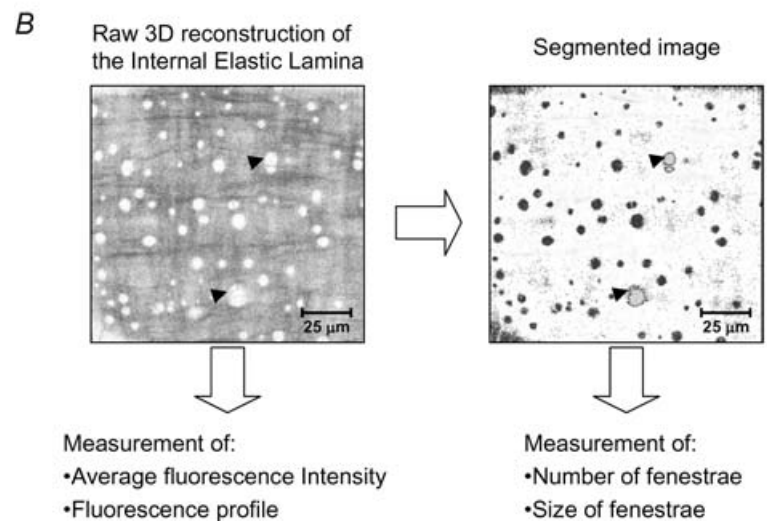 B
Raw 3D reconstruction of
the Internal Elastic Lamina
Segmented image
25 μm
25 μm
Measurement of:
•Average fluorescence Intensity
•Fluorescence profile
Measurement of:
•Number of fenestrae
•Size of fenestrae